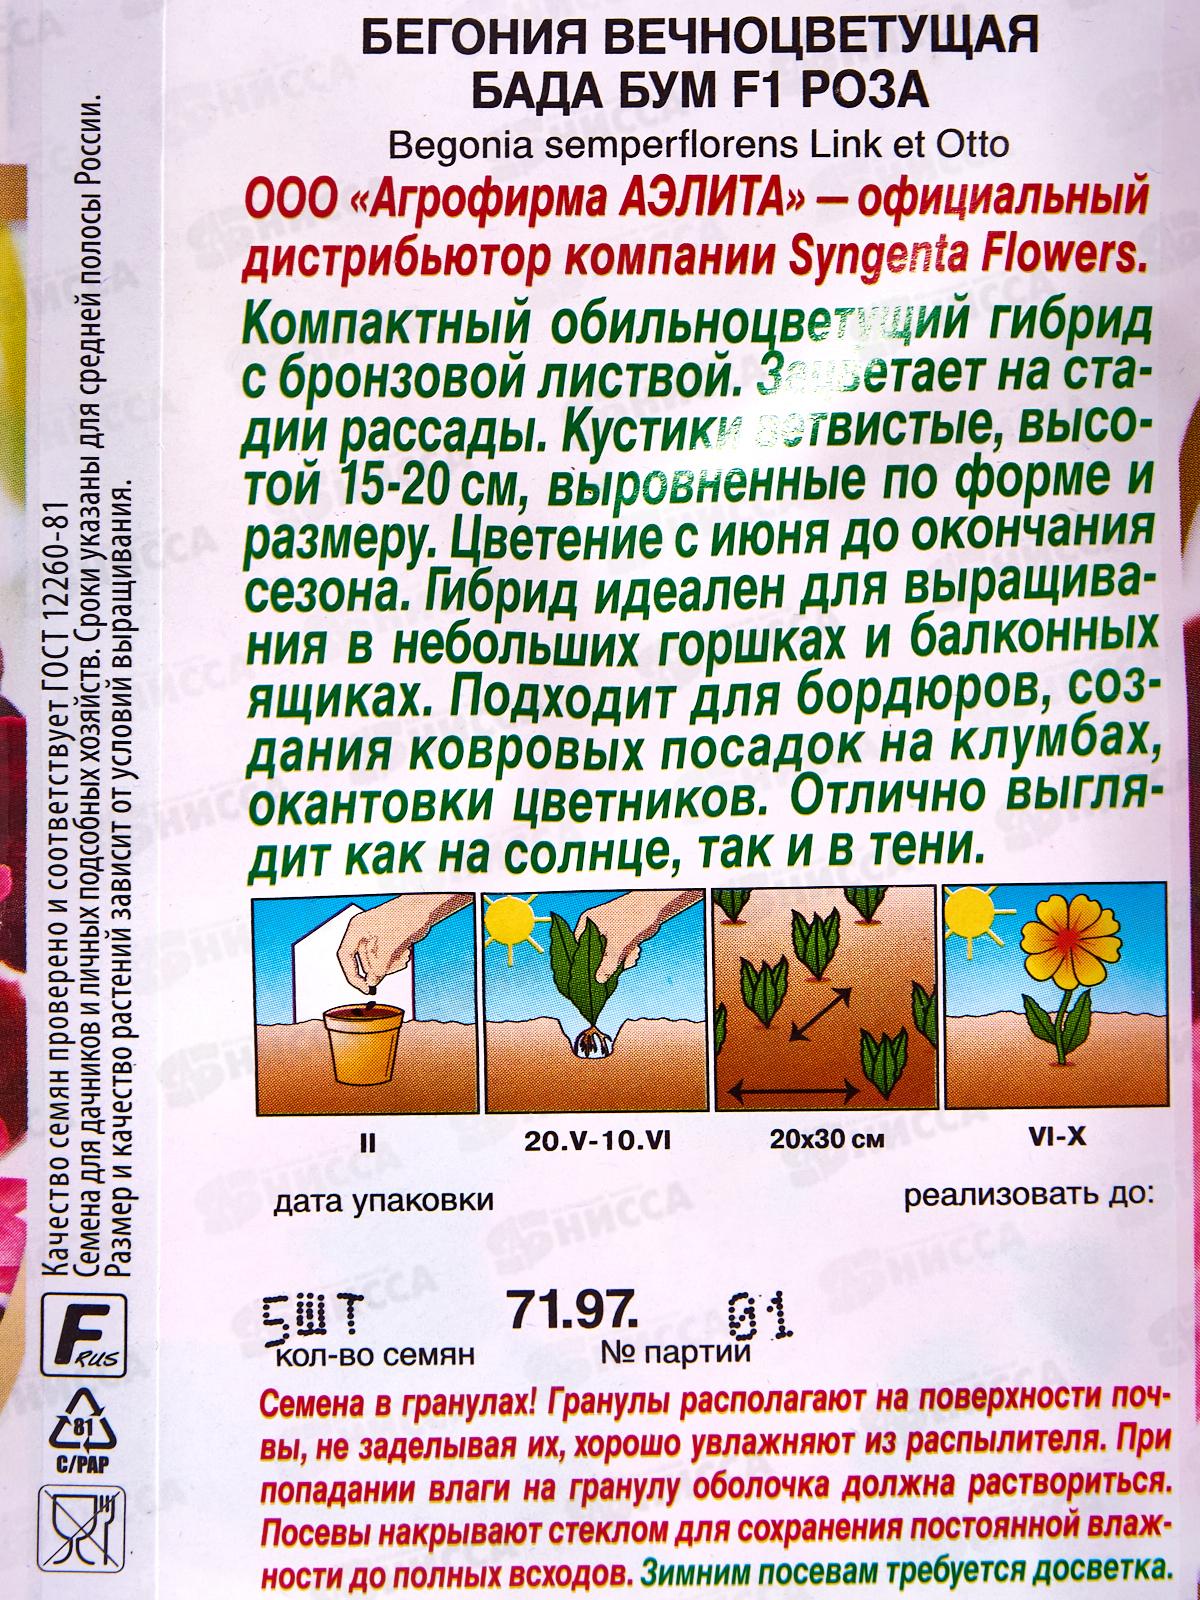 БЕГОНИЯ ВЕЧНОЦВЕТУЩАЯ
БАДА БУМ F1 РОЗА
Begonia semperflorens Link et Otto
ООО «Агрофирма АЭЛИТА» – официальный
дистрибьютор компании Syngenta Flowers.
Компактный обильноцветущий гибрид
с бронзовой листвой. Зацветает на ста-
дии рассады. Кустики ветвистые, высо-
той 15-20 см, выровненные по форме и
размеру. Цветение с июня до окончания
сезона. Гибрид идеален для выращива-
ния в небольших горшках и балконных
ящиках. Подходит для бордюров, соз-
дания ковровых посадок на клумбах,
окантовки цветников. Отлично выгля-
дит как на солнце, так и в тени.
II
20.V-10.VI
20x30 см
VI-X
дата упаковки
реализовать до:
5ШТ
71.97.
01
кол-во семян
№ партии
Семена в гранулах! Гранулы располагают на поверхности поч-
вы, не заделывая их, хорошо увлажняют из распылителя. При
попадании влаги на гранулу оболочка должна раствориться.
Посевы накрывают стеклом для сохранения постоянной влаж-
ности до полных всходов. Зимним посевам требуется досветка.
Качество семян проверено и соответствует ГОСТ 12260-81
Семена для дачников и личных подсобных хозяйств. Сроки указаны для средней полосы России.
Размер и качество растений зависит от условий выращивания.
F RUS
81
C/PAP